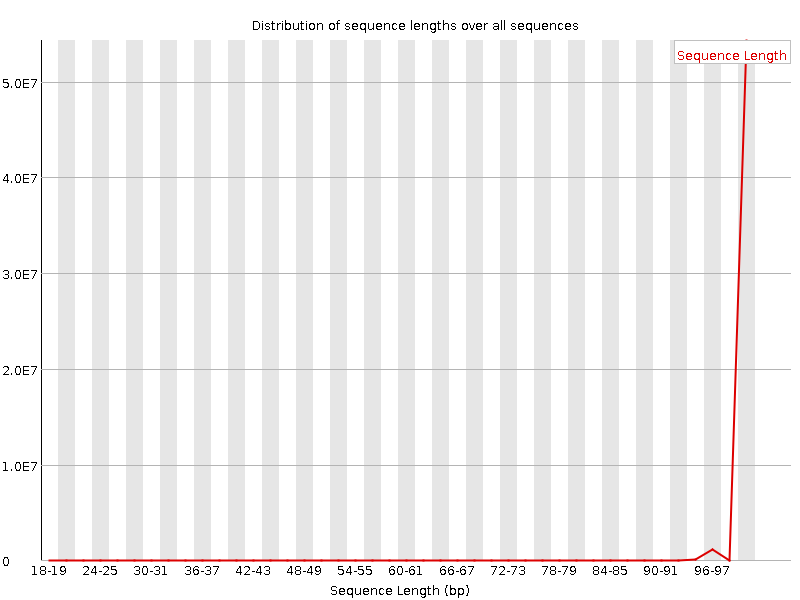 Distribution of sequence lengths over all sequences
Sequence Length
5.0E7
4.0E7
3.0E7
2.0E7
1.0E7
0
18-19 24-25 30-31 36-37 42-43 48-49 54-55 60-61 66-67 72-73 78-79 84-85 90-91 96-97
Sequence Length (bp)